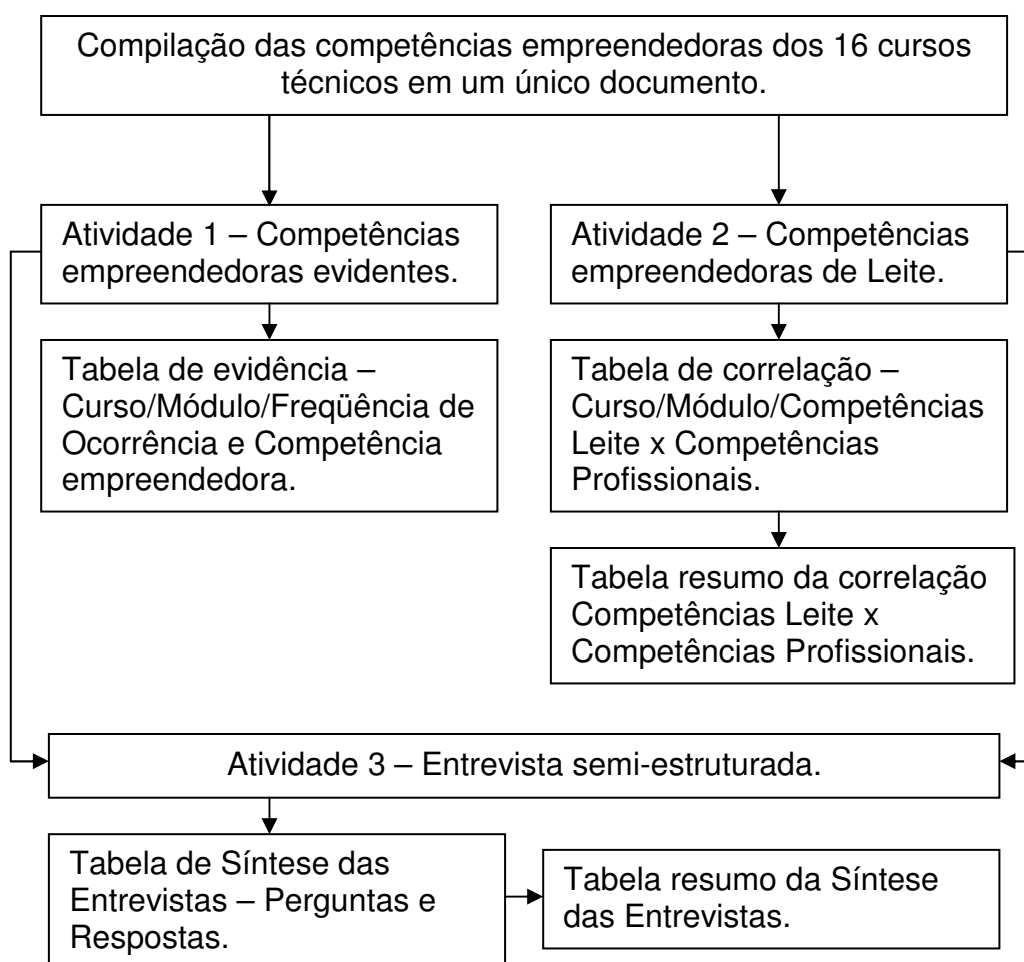 Compilação das competências empreendedoras dos 16 cursos
técnicos em um único documento.
Atividade 1 – Competências
empreendedoras evidentes.
Atividade 2 – Competências
empreendedoras de Leite.
Tabela de evidência –
Curso/Módulo/Freqüência de
Ocorrência e Competência
empreendedora.
Tabela de correlação –
Curso/Módulo/Competências
Leite x Competências
Profissionais.
Tabela resumo da correlação
Competências Leite x
Competências Profissionais.
Atividade 3 – Entrevista semi-estruturada.
Tabela de Síntese das
Entrevistas – Perguntas e
Respostas.
Tabela resumo da Síntese
das Entrevistas.